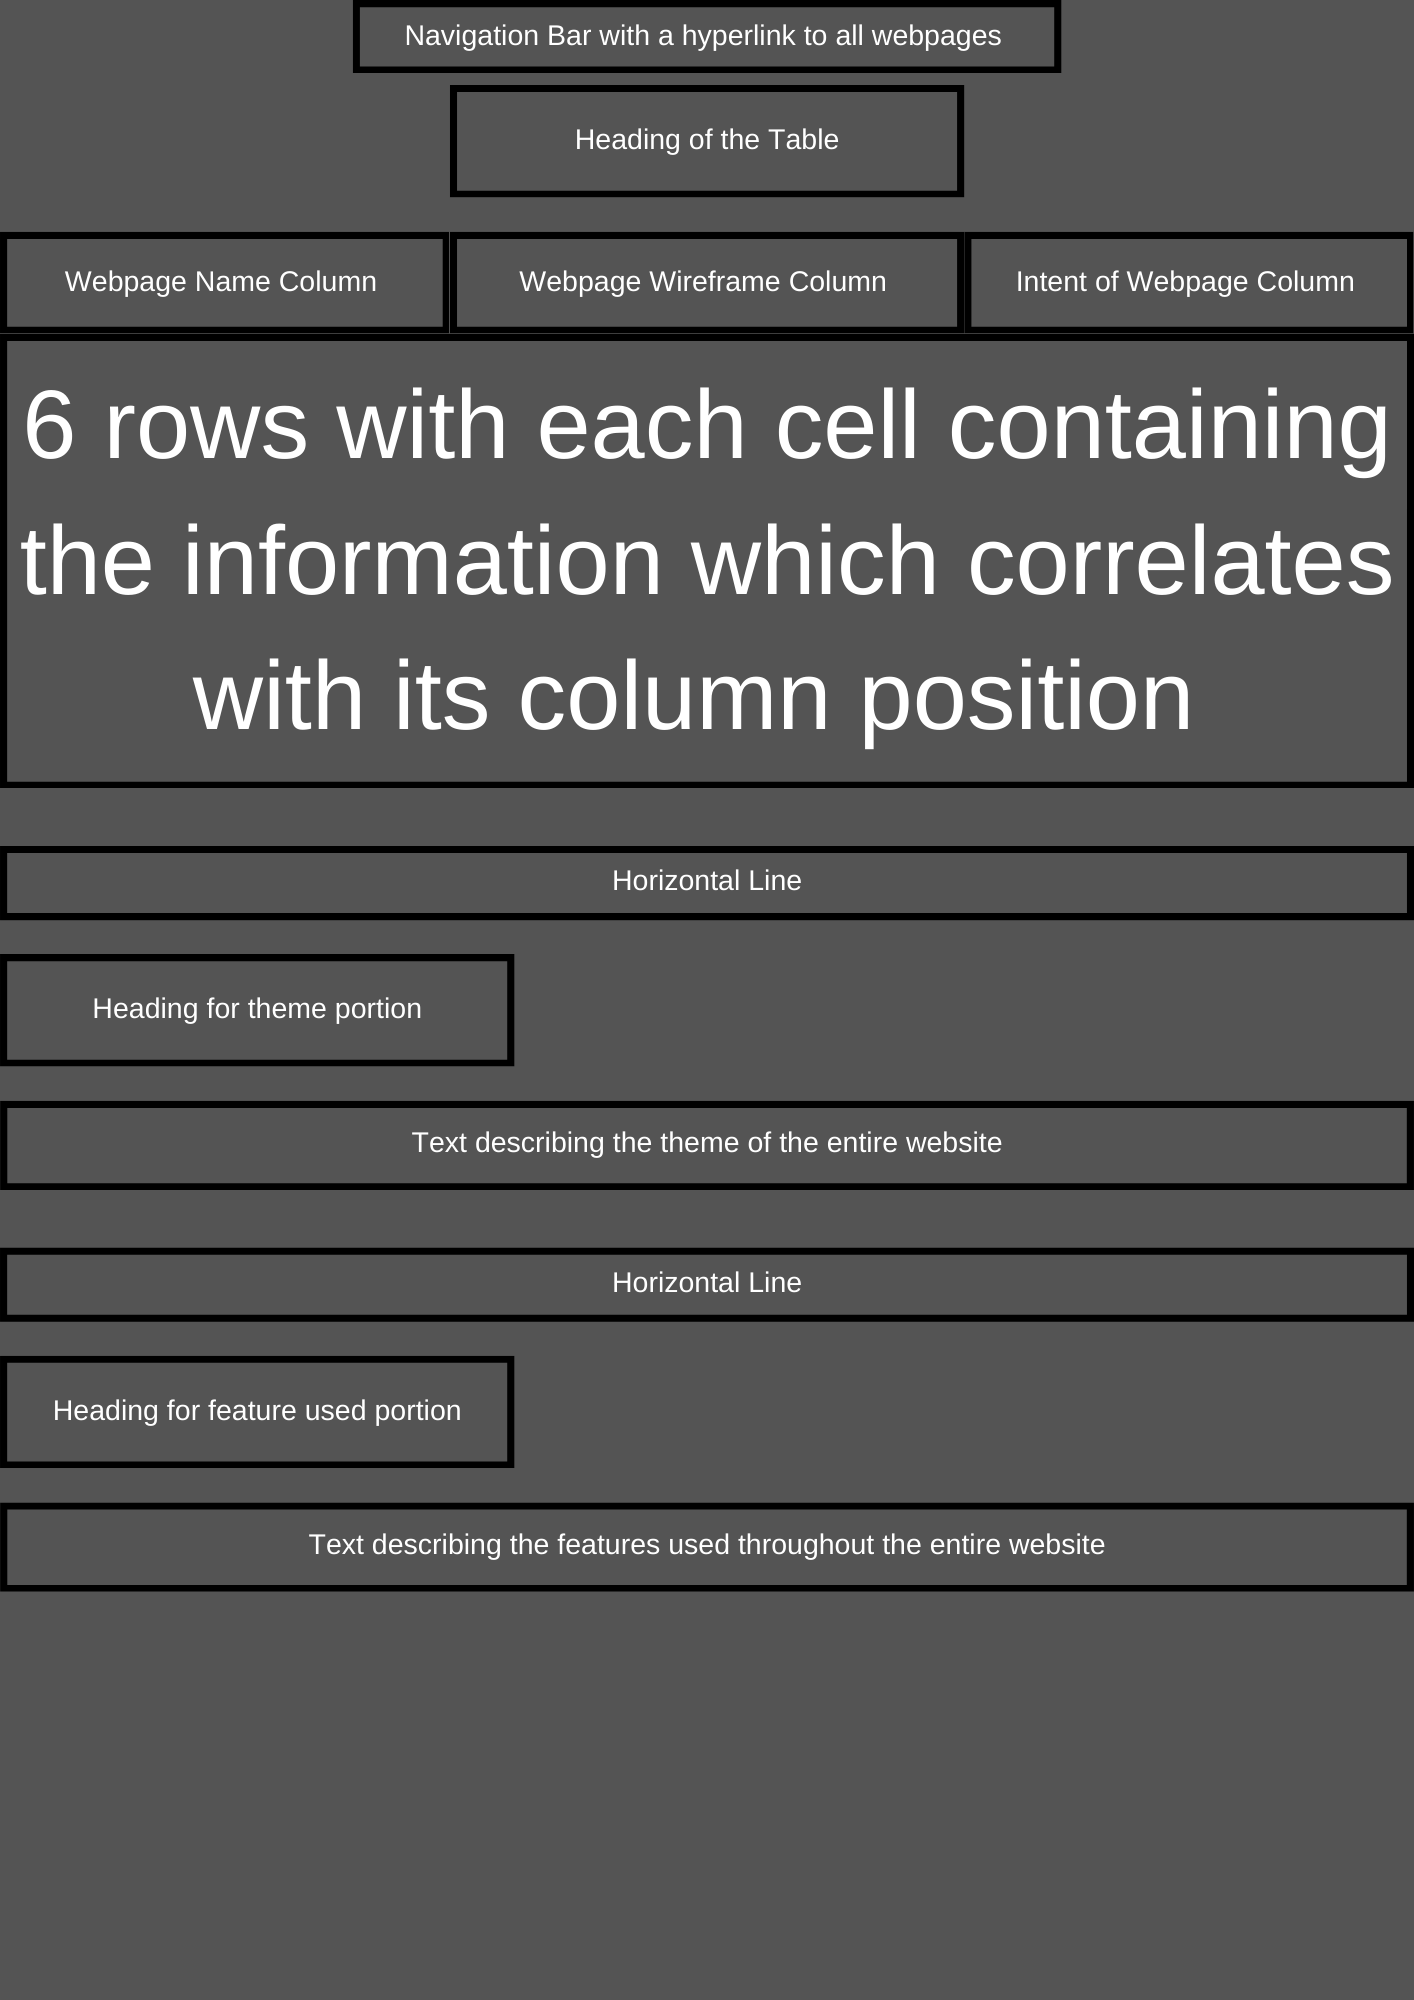 Navigation Bar with a hyperlink to all webpages
Heading of the Table
Webpage Name Column
Webpage Wireframe Column
Intent of Webpage Column
6 rows with each cell containing
the information which correlates
with its column position
Horizontal Line
Heading for theme portion
Text describing the theme of the entire website
Horizontal Line
Heading for feature used portion
Text describing the features used throughout the entire website